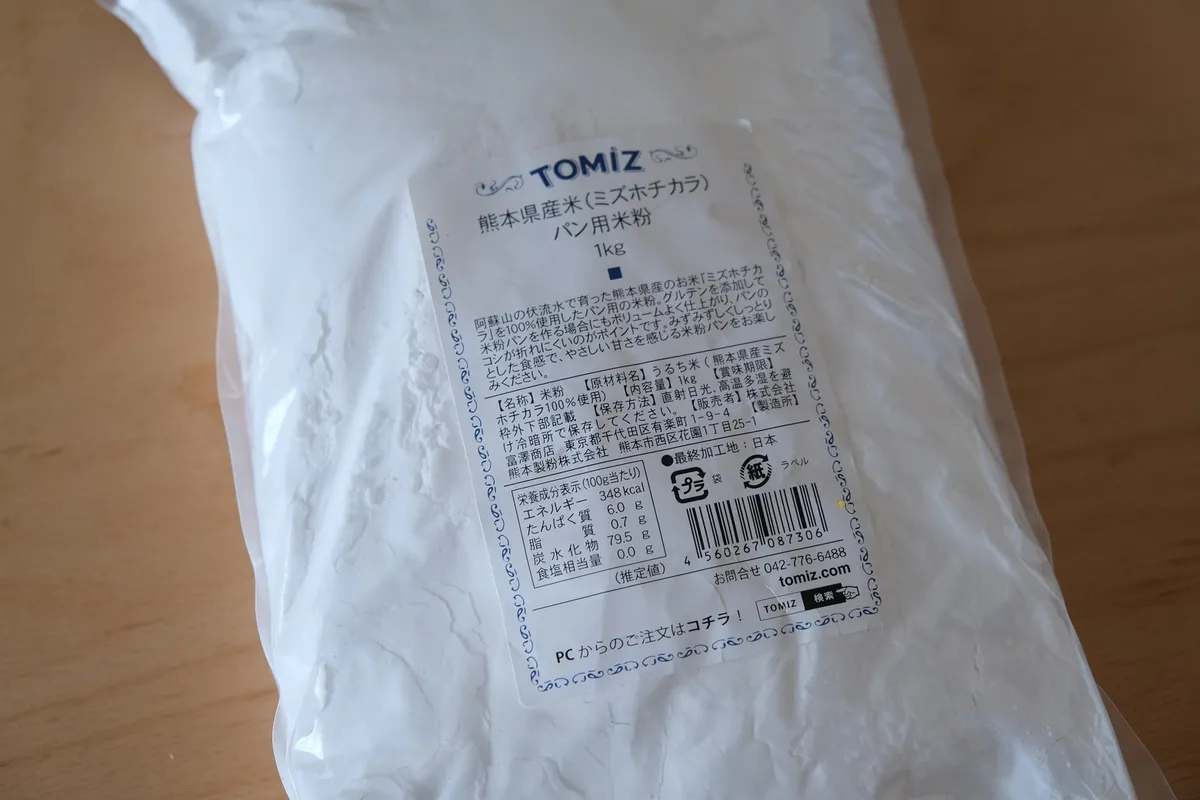 TOMIZ
熊本県産米(ミズホチカラ)
パン用米粉
1kg
阿蘇山の伏流水で育った熊本県産のお米「ミズホチカ
ラ」を100%使用したパン用の米粉。グルテンを添加して
米粉パンを作る場合にもボリュームよく仕上がり、パンの
コシが折れにくいのがポイントです。みずみずしくしっとり
とした食感で、やさしい甘さを感じる米粉パンをお楽し
みください。
【名称】米粉 【原材料名】うるち米(熊本県産ミズ
ホチカラ100%使用) 【内容量】1kg 【賞味期限】
枠外下部記載 【保存方法】直射日光、高温多湿を避
け冷暗所で保存してください。【販売者】株式会社
富澤商店 東京都千代田区有楽町1-9-4 【製造所】
熊本製粉株式会社 熊本市西区花園1丁目25-1
栄養成分表示(100g当たり)
エネルギー 348kcal
たんぱく質 6.0 g
脂質 0.7 g
炭水化物 79.5 g
食塩相当量 0.0 g
(推定値)
●最終加工地:日本
プラ 袋 紙 ラベル
4 560267 087306
お問合せ 042-776-6488
tomiz.com
PCからのご注文はコチラ! TOMIZ 検索